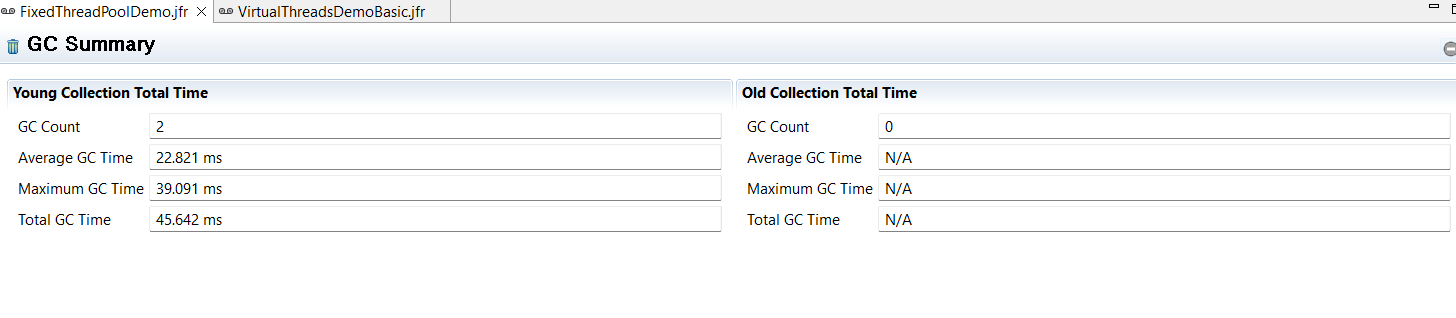 FixedThreadPoolDemo.jfr VirtualThreadsDemoBasic.jfr
GC Summary
Young Collection Total Time
GC Count 2
Average GC Time 22.821 ms
Maximum GC Time 39.091 ms
Total GC Time 45.642 ms
Old Collection Total Time
GC Count 0
Average GC Time N/A
Maximum GC Time N/A
Total GC Time N/A